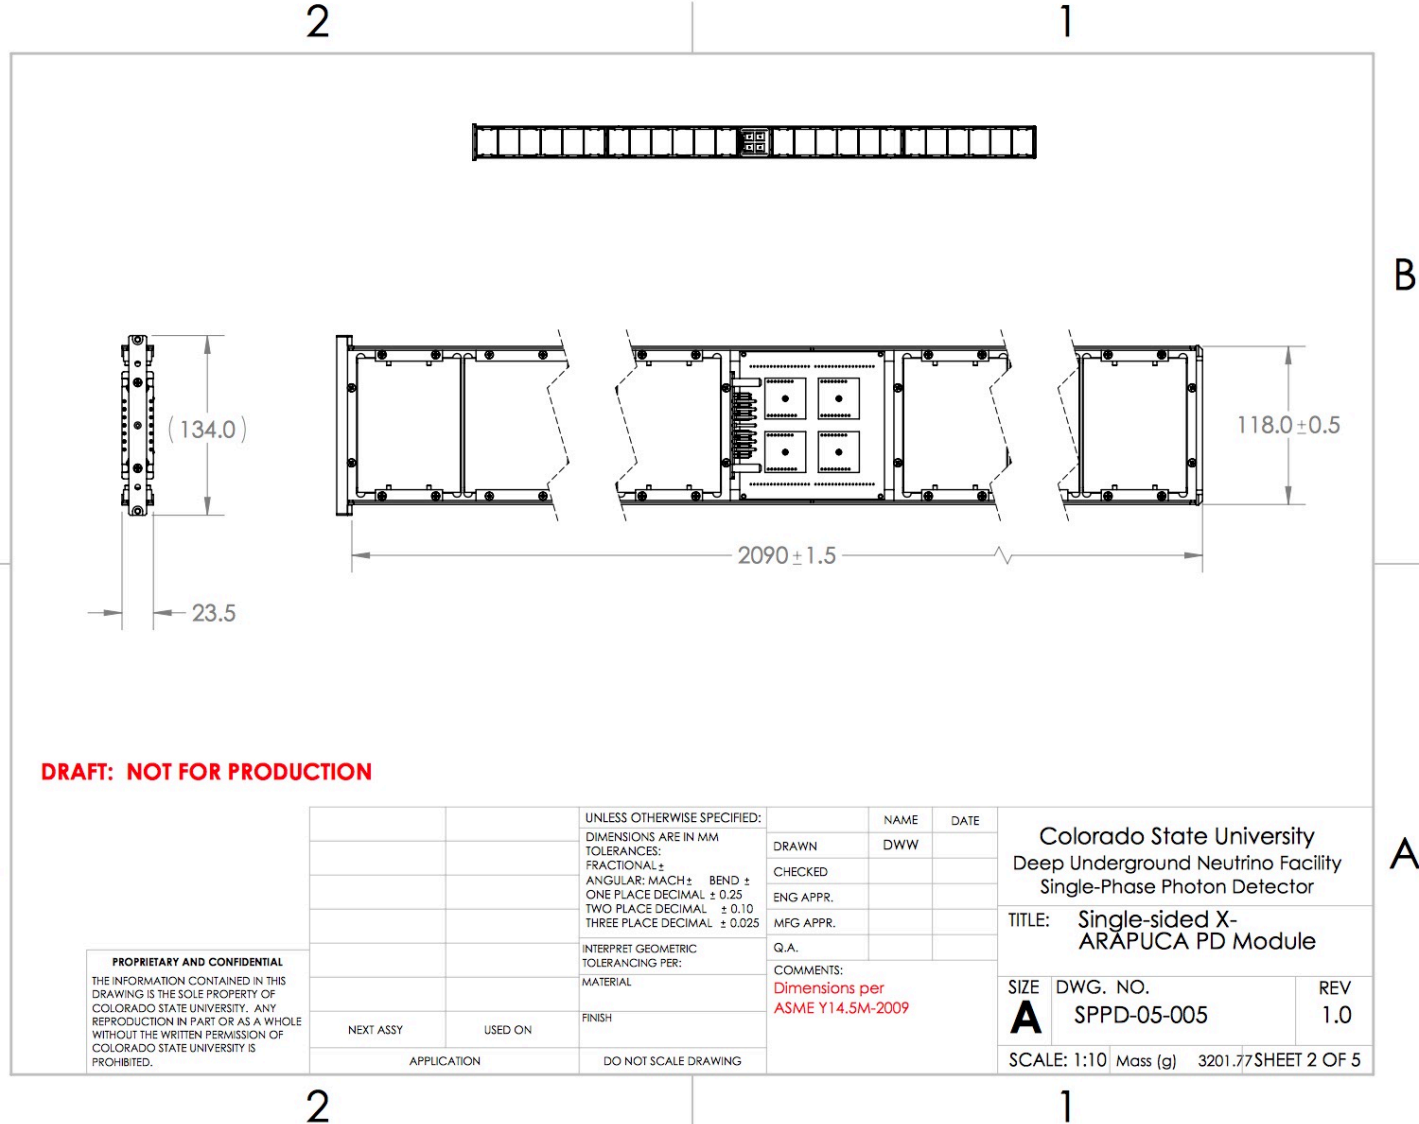 2
1
B
(134.0)
118.0±0.5
2090±1.5
23.5
DRAFT: NOT FOR PRODUCTION
UNLESS OTHERWISE SPECIFIED:
DIMENSIONS ARE IN MM
TOLERANCES:
FRACTIONAL±
ANGULAR: MACH± BEND ±
ONE PLACE DECIMAL ± 0.25
TWO PLACE DECIMAL ± 0.10
THREE PLACE DECIMAL ± 0.025
INTERPRET GEOMETRIC
TOLERANCING PER:
MATERIAL
FINISH
DO NOT SCALE DRAWING
NAME DATE
DRAWN DWW
CHECKED
ENG APPR.
MFG APPR.
Q.A.
COMMENTS:
Dimensions per
ASME Y14.5M-2009
Colorado State University
Deep Underground Neutrino Facility
Single-Phase Photon Detector
TITLE: Single-sided X-
ARAPUCA PD Module
SIZE DWG. NO. REV
A SPPD-05-005 1.0
SCALE: 1:10 Mass (g) 3201.77 SHEET 2 OF 5
A
PROPRIETARY AND CONFIDENTIAL
THE INFORMATION CONTAINED IN THIS
DRAWING IS THE SOLE PROPERTY OF
COLORADO STATE UNIVERSITY. ANY
REPRODUCTION IN PART OR AS A WHOLE
WITHOUT THE WRITTEN PERMISSION OF
COLORADO STATE UNIVERSITY IS
PROHIBITED.
NEXT ASSY USED ON
APPLICATION
2
1